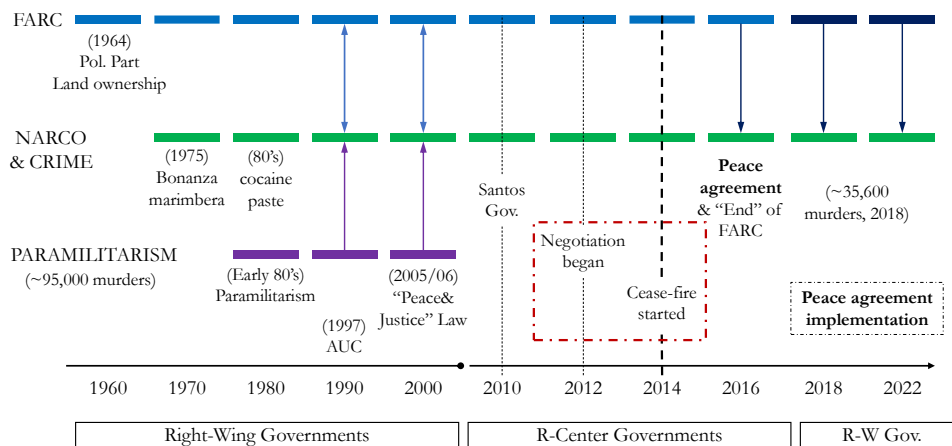 FARC
(1964)
Pol. Part
Land ownership
NARCO
& CRIME
(1975)
Bonanza
marimbera
(80’s)
cocaine
paste
Santos
Gov.
Peace
agreement
& “End” of
FARC
(~35,600
murders, 2018)
PARAMILITARISM
(~95,000 murders)
(Early 80’s)
Paramilitarism
(1997)
AUC
(2005/06)
“Peace&
Justice” Law
Negotiation
began
Cease-fire
started
Peace agreement
implementation
1960 1970 1980 1990 2000 2010 2012 2014 2016 2018 2022
Right-Wing Governments R-Center Governments R-W Gov.